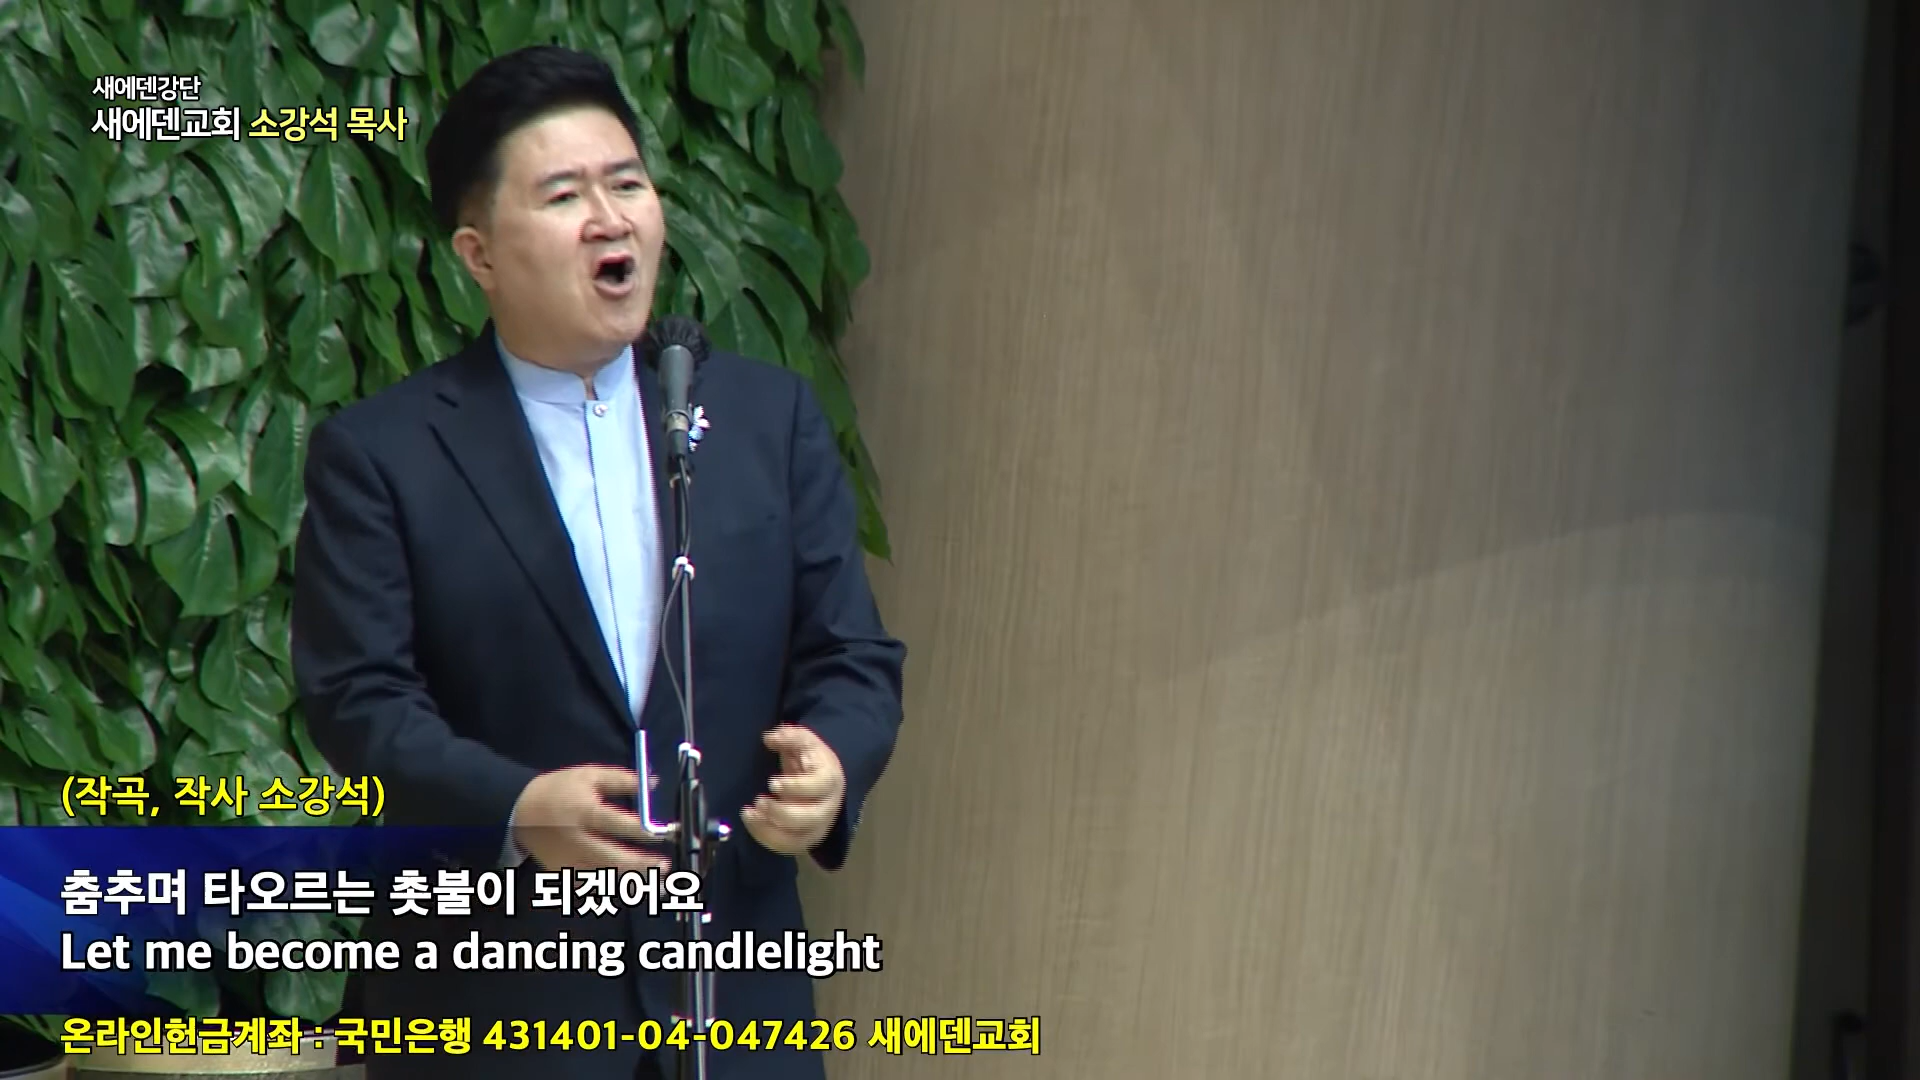 새에덴강단
새에덴교회 소강석 목사
(작곡, 작사 소강석)
춤추며 타오르는 촛불이 되겠어요
Let me become a dancing candlelight
온라인헌금계좌 : 국민은행 431401-04-047426 새에덴교회